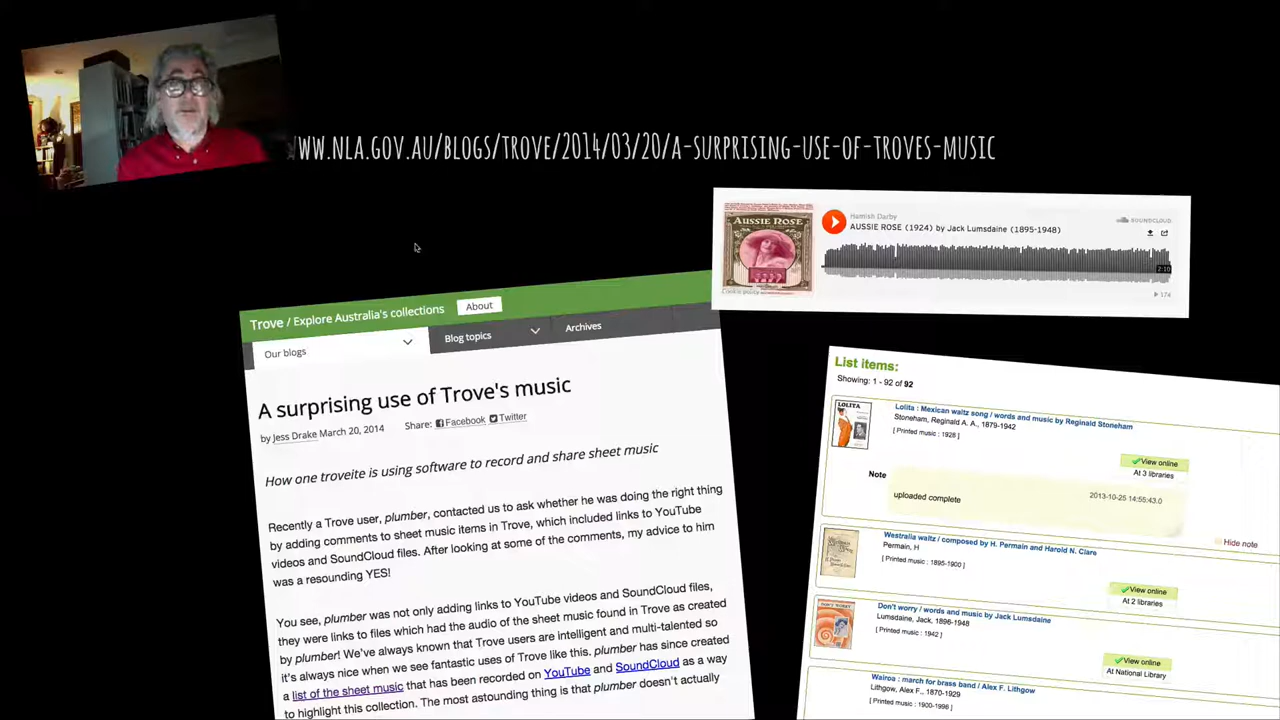 WW.NLA.GOV.AU/BLOGS/TROVE/2014/03/20/A-SURPRISING-USE-OF-TROVES-MUSIC
AUSSIE ROSE
Hamish Darby
AUSSIE ROSE (1924) by Jack Lumsdaine (1895-1948)
SOUNDCLOUD
2:10
Cookie policy
174
Trove / Explore Australia's collections
About
Our blogs
Blog topics
Archives
A surprising use of Trove's music
by Jess Drake March 20, 2014 Share: Facebook Twitter
How one troveite is using software to record and share sheet music
Recently a Trove user, plumber, contacted us to ask whether he was doing the right thing
by adding comments to sheet music items in Trove, which included links to YouTube
videos and SoundCloud files. After looking at some of the comments, my advice to him
was a resounding YES!
You see, plumber was not only adding links to YouTube videos and SoundCloud files,
they were links to files which had the audio of the sheet music found in Trove as created
by plumber! We've always known that Trove users are intelligent and multi-talented so
it's always nice when we see fantastic uses of Trove like this. plumber has since created
a list of the sheet music that has been recorded on YouTube and SoundCloud as a way
to highlight this collection. The most astounding thing is that plumber doesn't actually
List items:
Showing: 1 - 92 of 92
LOLITA
Lolita : Mexican waltz song / words and music by Reginald Stoneham
Stoneham, Reginald A. A., 1879-1942
[ Printed music : 1928 ]
View online
At 3 libraries
Note
uploaded complete
2013-10-25 14:55:43.0
Hide note
Westralia waltz / composed by H. Permain and Harold N. Clare
Permain, H
[ Printed music : 1895-1900 ]
View online
At 2 libraries
DON'T WORRY
Don't worry / words and music by Jack Lumsdaine
Lumsdaine, Jack, 1896-1948
[ Printed music : 1942 ]
View online
At National Library
Wairoa : march for brass band / Alex F. Lithgow
Lithgow, Alex F., 1870-1929
[ Printed music : 1900-1996 ]